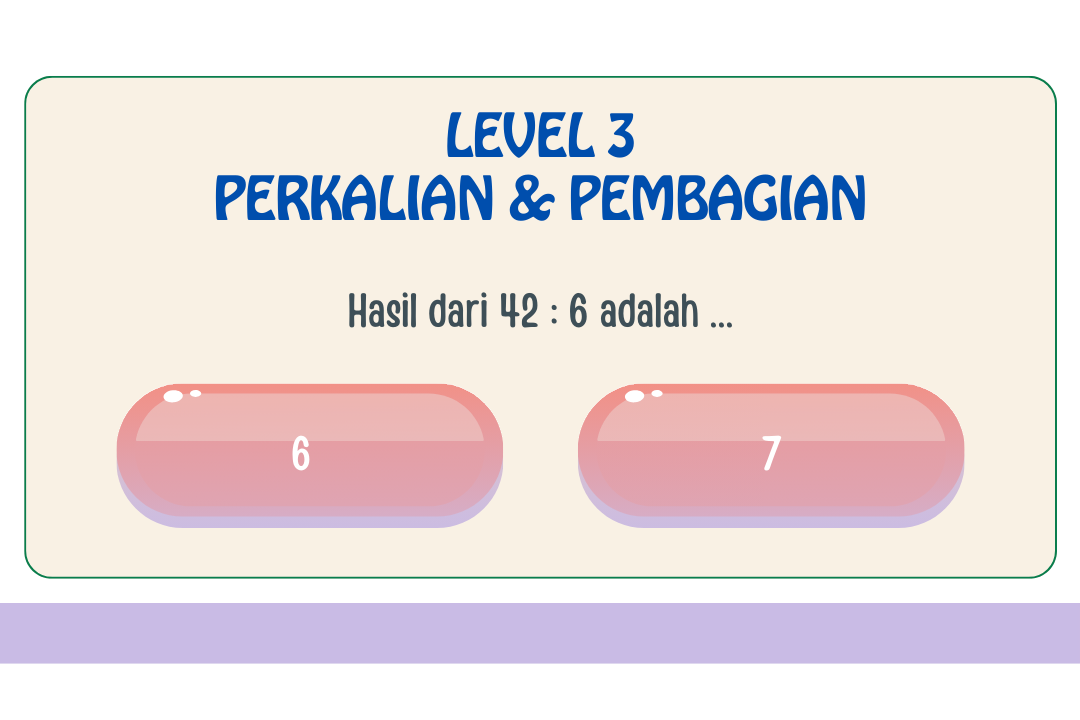 LEVEL 3
PERKALIAN & PEMBAGIAN
Hasil dari 42 : 6 adalah ...
6
7